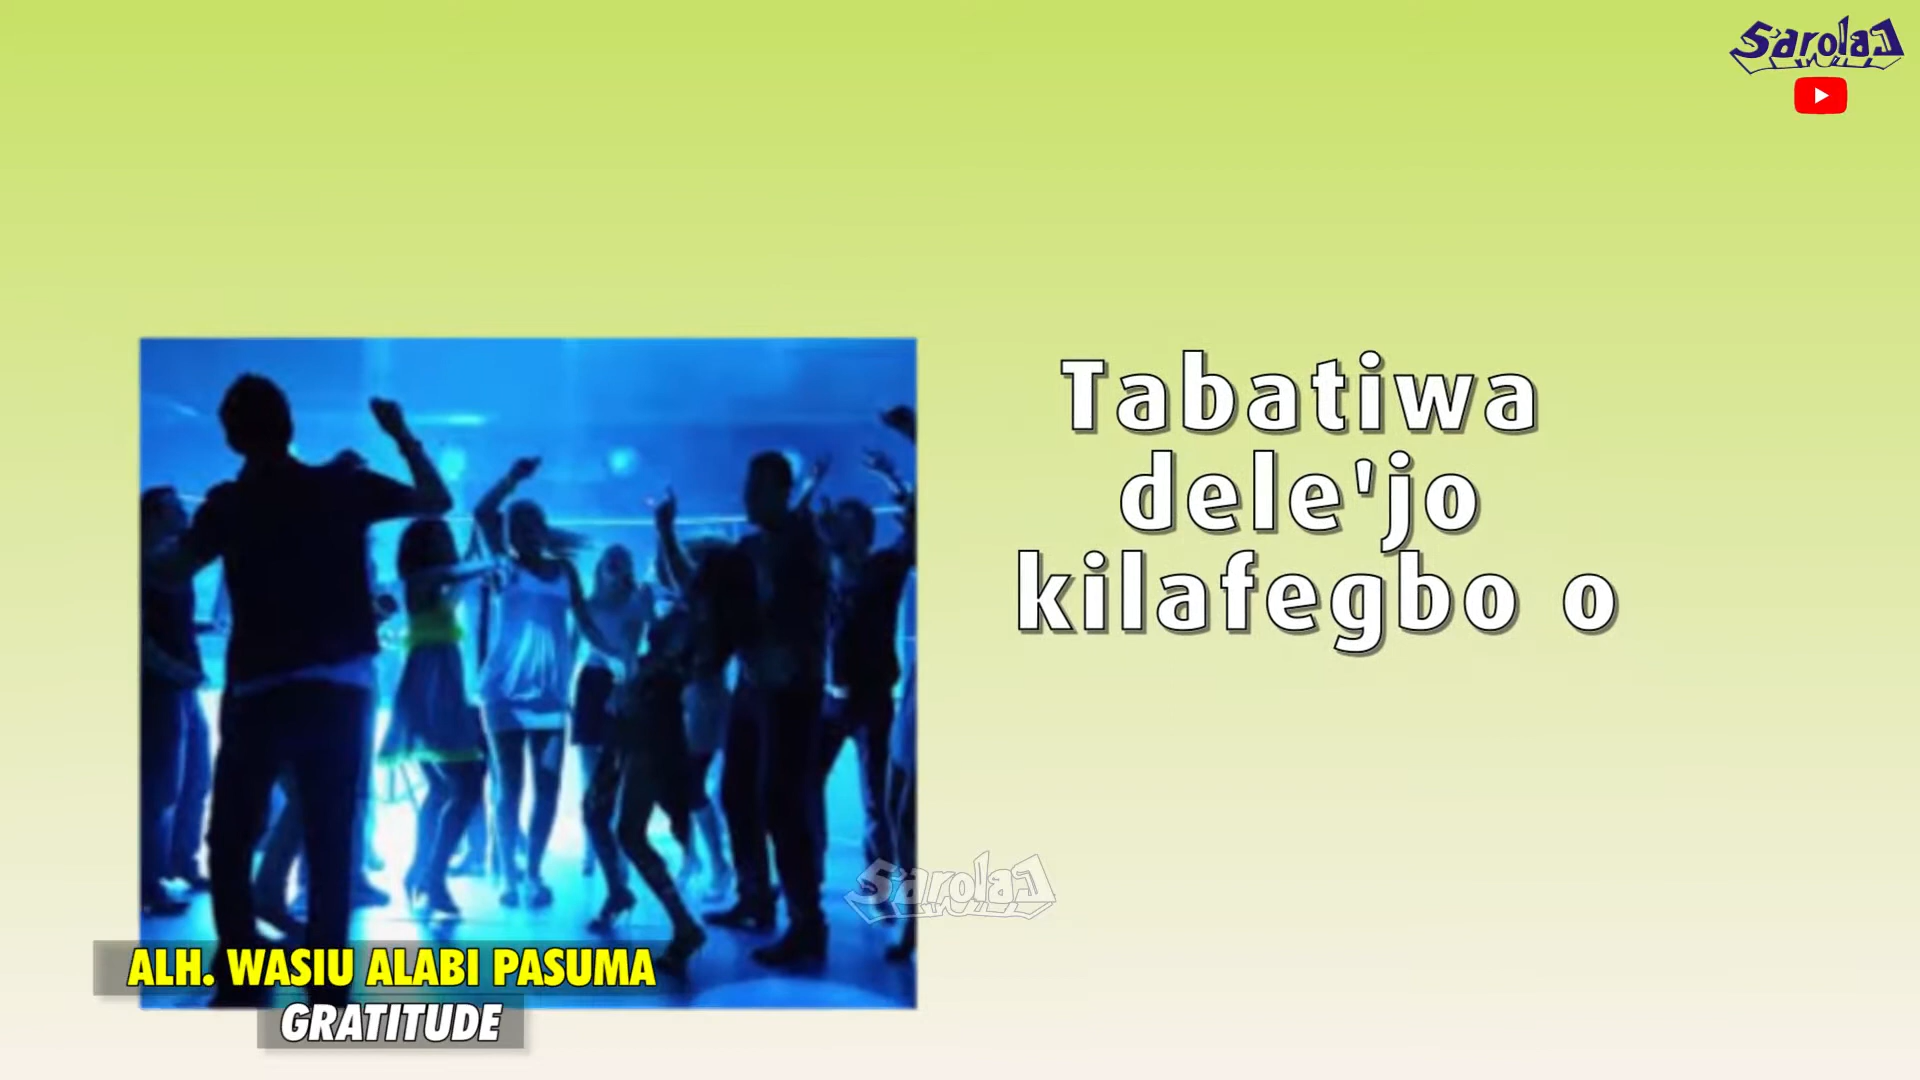 Sarolaj
Tabatiwa
dele'jo
kilafegbo o
Sarolaj
ALH. WASIU ALABI PASUMA
GRATITUDE